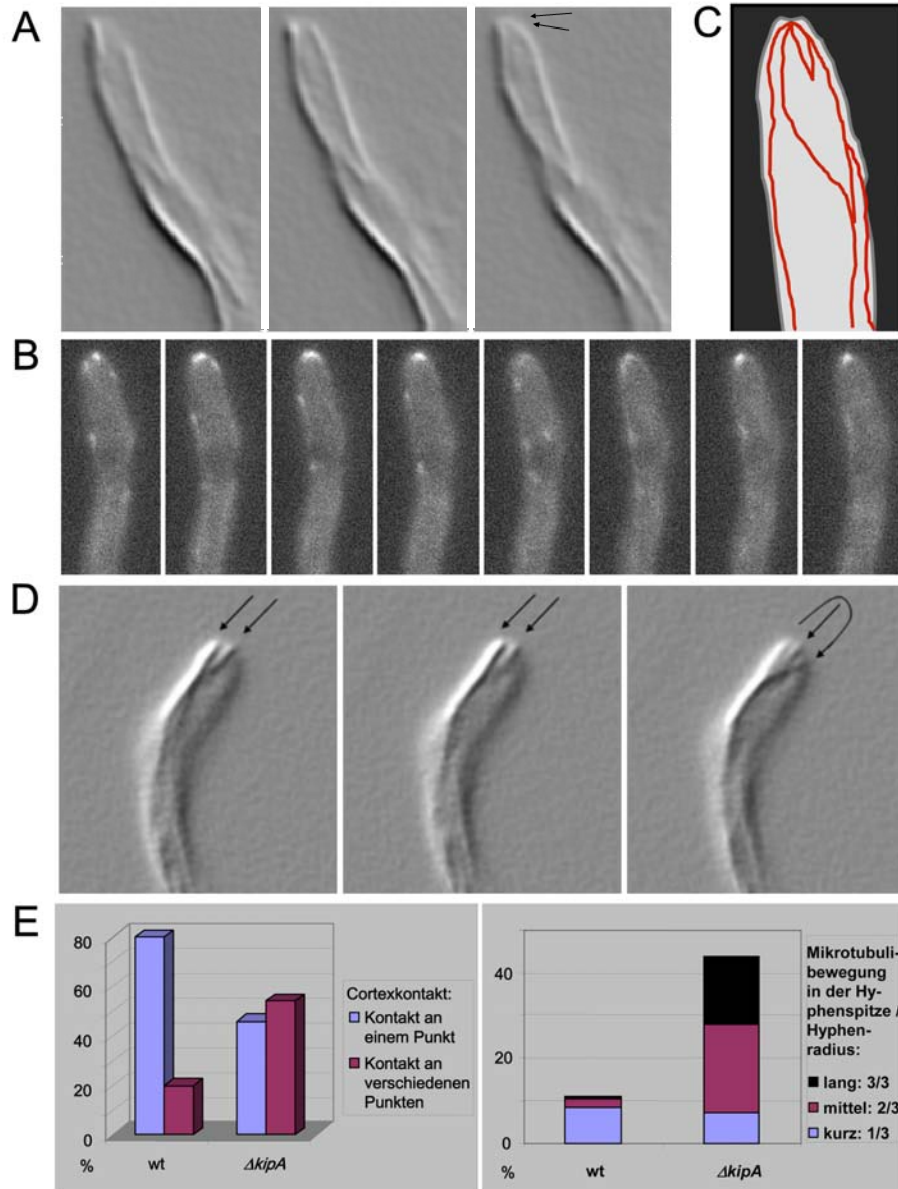 A
C
B
D
E
80
60
40
20
0
%
wt
ΔkipA
Cortexkontakt:
Kontakt an
einem Punkt
Kontakt an
verschiedenen
Punkten
40
20
0
%
wt
ΔkipA
Mikrotubuli-
bewegung
in der Hy-
phenspitze /
Hyphen-
radius:
lang: 3/3
mittel: 2/3
kurz: 1/3